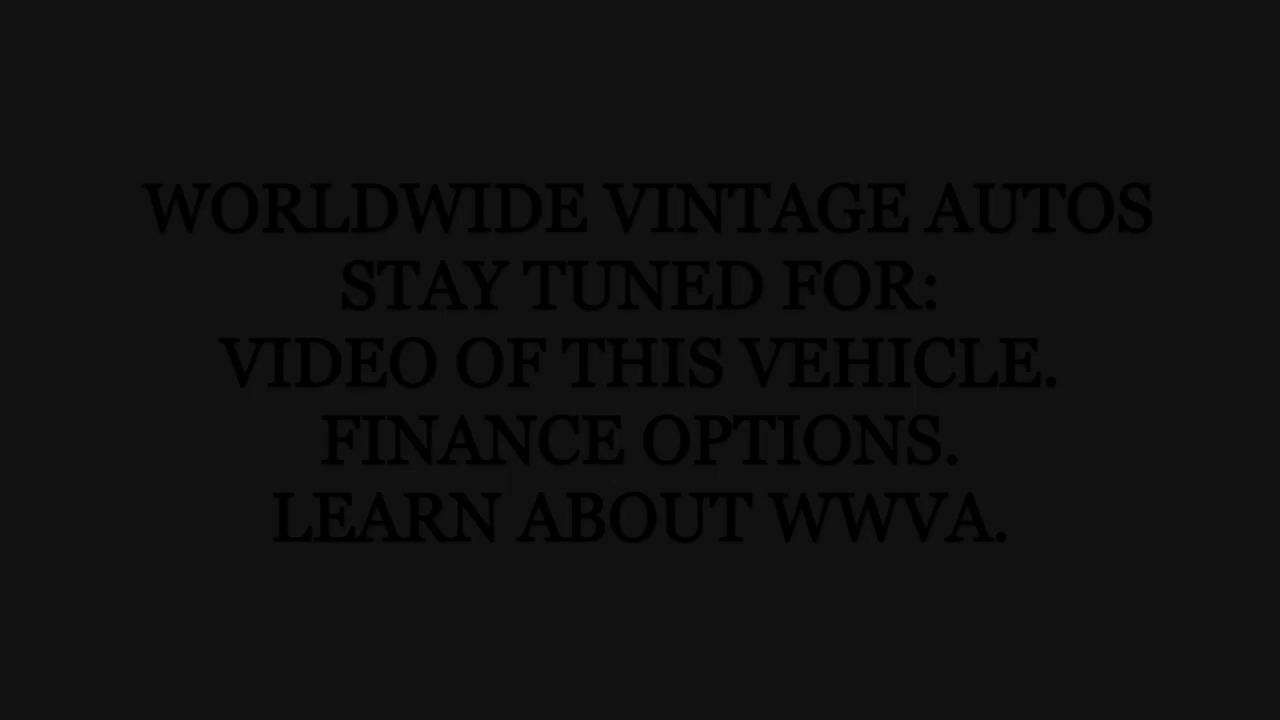 WORLDWIDE VINTAGE AUTOS
STAY TUNED FOR:
VIDEO OF THIS VEHICLE.
FINANCE OPTIONS.
LEARN ABOUT WWVA.